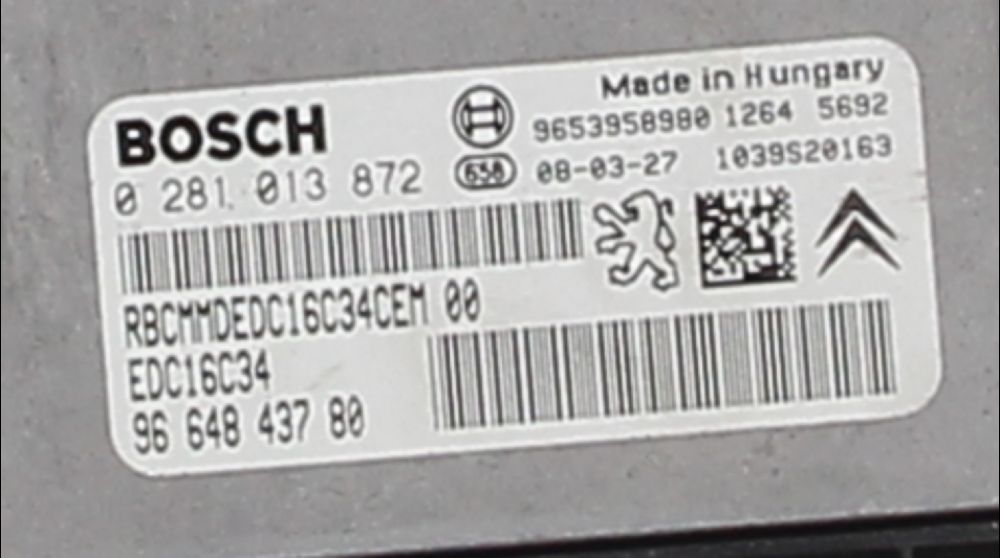 Made in Hungary
BOSCH
9653958980 1264 5692
0 281 013 872
658 08-03-27 1039S20163
RBCMMDEDC16C34CEM 00
EDC16C34
96 648 437 80